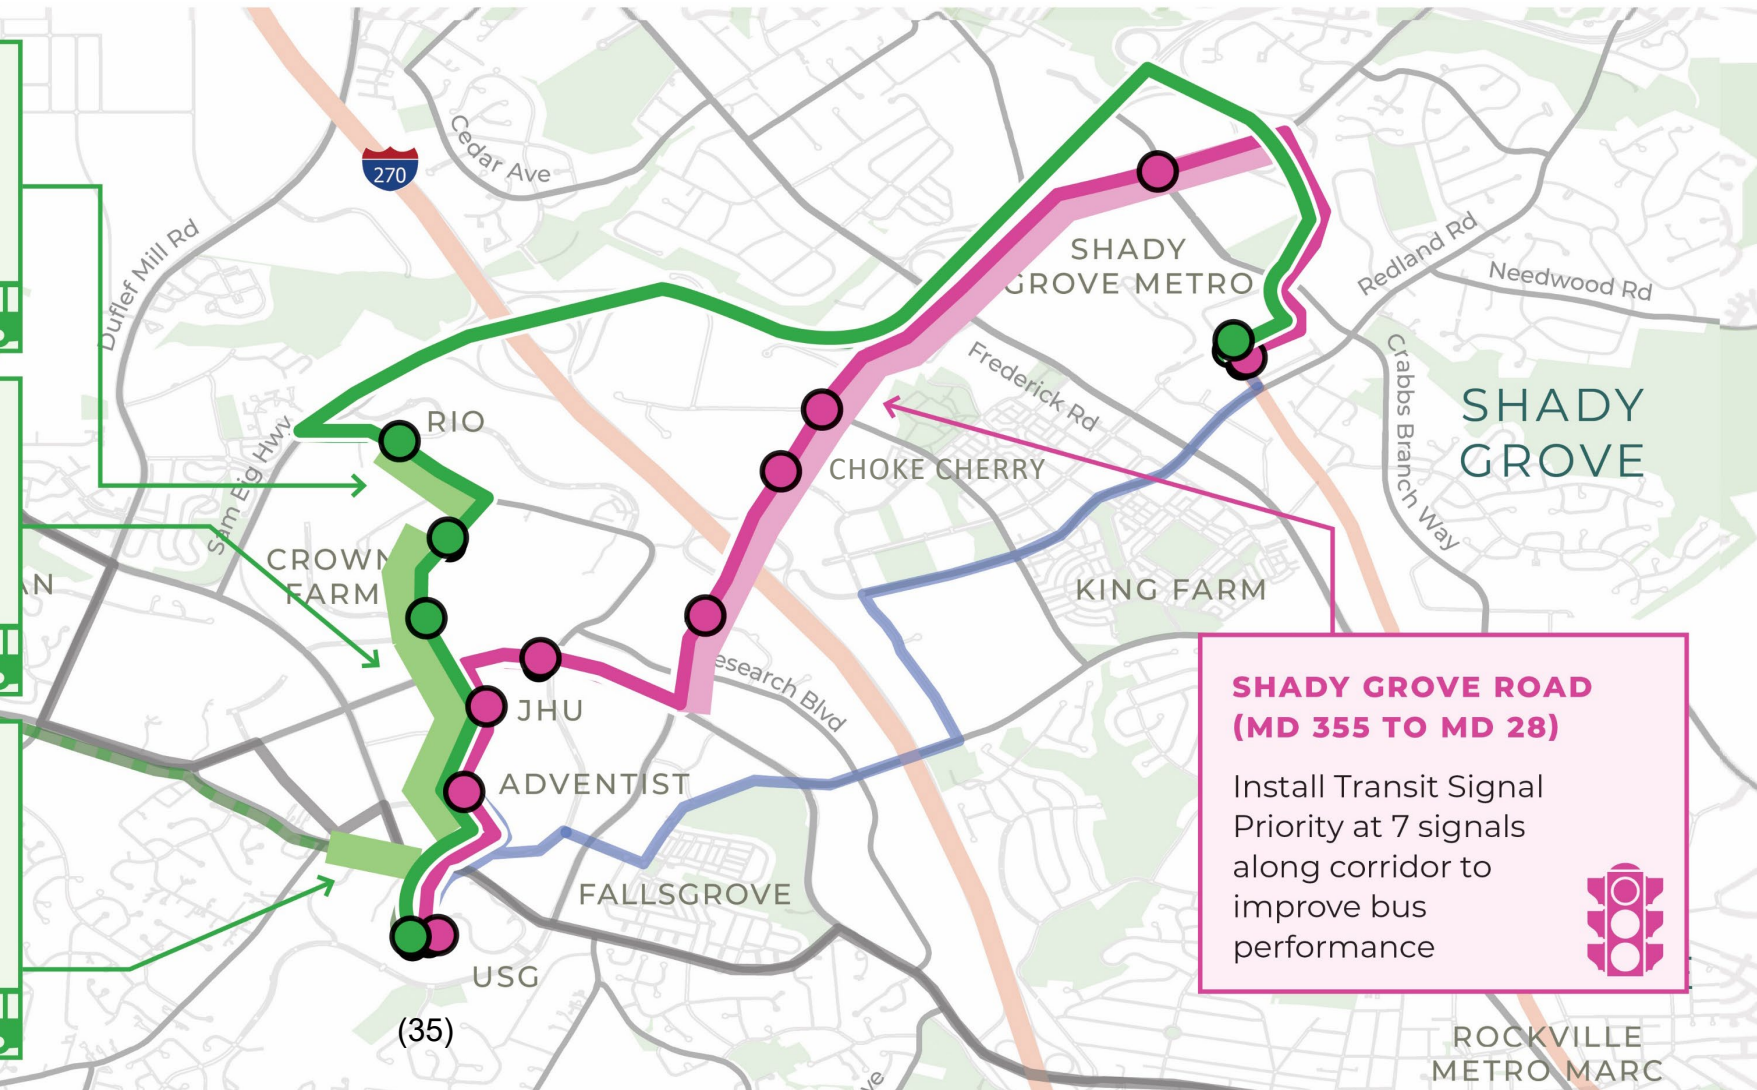 270
Cedar Ave
Duflef Mill Rd
SHADY
GROVE METRO
Redland Rd
Needwood Rd
Frederick Rd
Crabbs Branch Way
SHADY
GROVE
RIO
Sam Eig Hwy
CHOKE CHERRY
CROWN
FARM
AN
KING FARM
esearch Blvd
JHU
ADVENTIST
FALLSGROVE
USG
(35)
SHADY GROVE ROAD
(MD 355 TO MD 28)
Install Transit Signal
Priority at 7 signals
along corridor to
improve bus
performance
ROCKVILLE
METRO MARC
ve